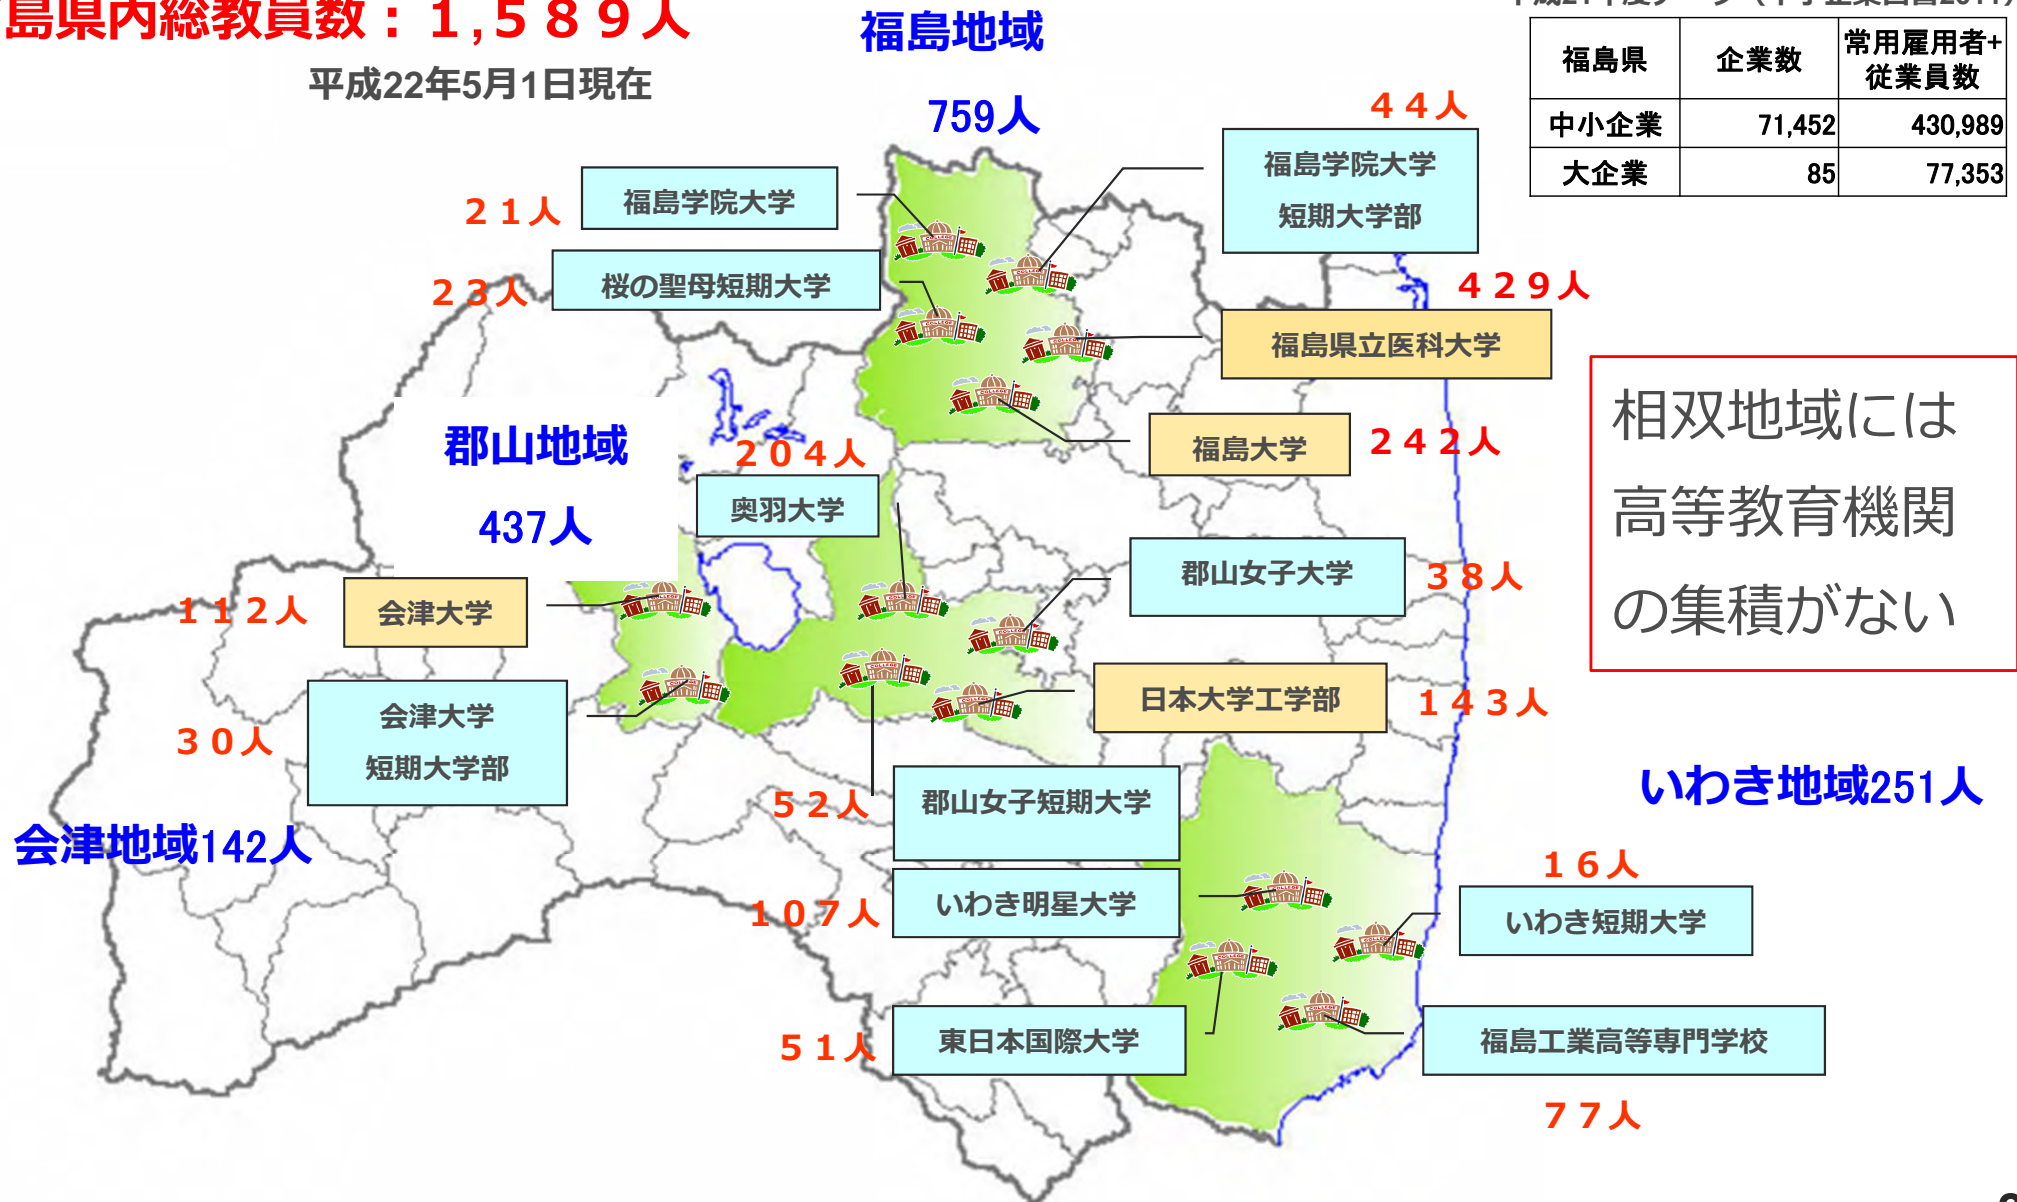 島県内総教員数：１,５８９人
平成22年5月1日現在
福島地域
759人
福島県 企業数 常用雇用者+従業員数
中小企業 71,452 430,989
大企業 85 77,353
４４人
福島学院大学
短期大学部
２１人
福島学院大学
２３人
桜の聖母短期大学
４２９人
福島県立医科大学
２４２人
福島大学
相双地域には
高等教育機関
の集積がない
郡山地域
437人
２０４人
奥羽大学
郡山女子大学
３８人
１１２人
会津大学
日本大学工学部
１４３人
３０人
会津大学
短期大学部
会津地域142人
５２人
郡山女子短期大学
いわき地域251人
１０７人
いわき明星大学
１６人
いわき短期大学
５１人
東日本国際大学
福島工業高等専門学校
７７人